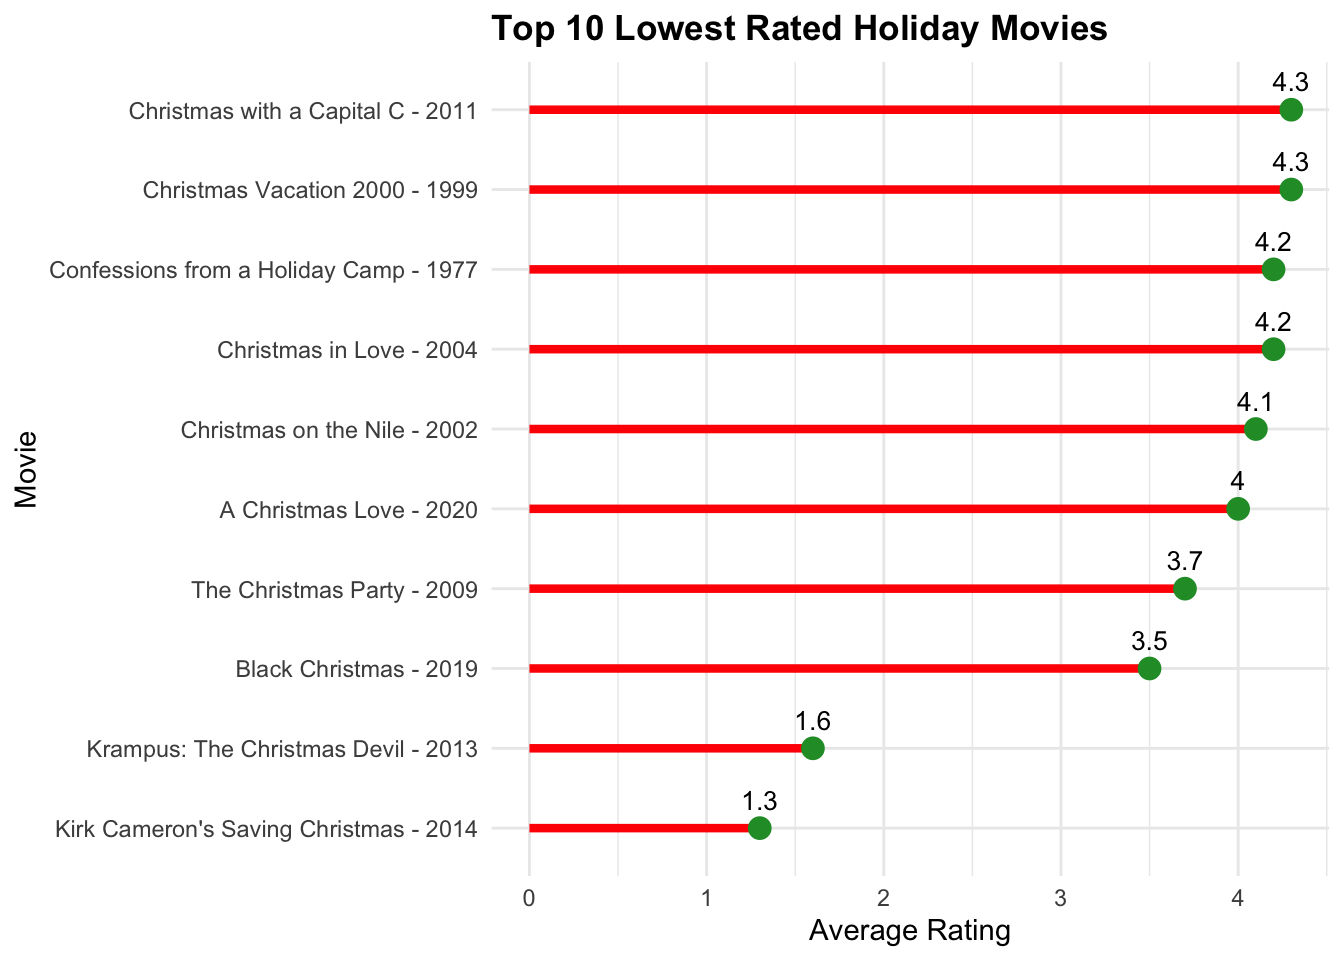 Top 10 Lowest Rated Holiday Movies
4.3
Christmas with a Capital C - 2011
4.3
Christmas Vacation 2000 - 1999
4.2
Confessions from a Holiday Camp - 1977
4.2
Christmas in Love - 2004
4.1
Christmas on the Nile - 2002
Movie
4
A Christmas Love - 2020
3.7
The Christmas Party - 2009
3.5
Black Christmas - 2019
1.6
Krampus: The Christmas Devil - 2013
1.3
Kirk Cameron's Saving Christmas - 2014
0 1 2 3 4
Average Rating